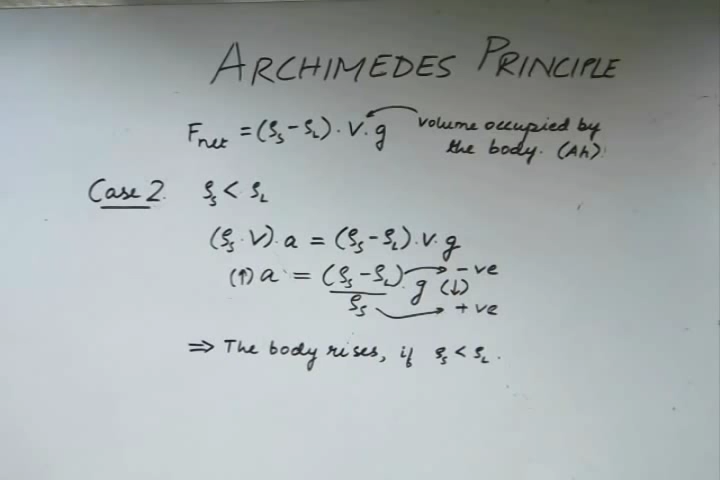 ARCHIMEDES PRINCIPLE
Fnet = (ρs - ρL) · V · g volume occupied by
the body. (Ah).
Case 2. ρs < ρL
(ρs · V) · a = (ρs - ρL) · V · g
(↑) a = (ρs - ρL) / ρs · g (↓) → -ve
→ +ve
⇒ The body rises, if ρs < ρL.